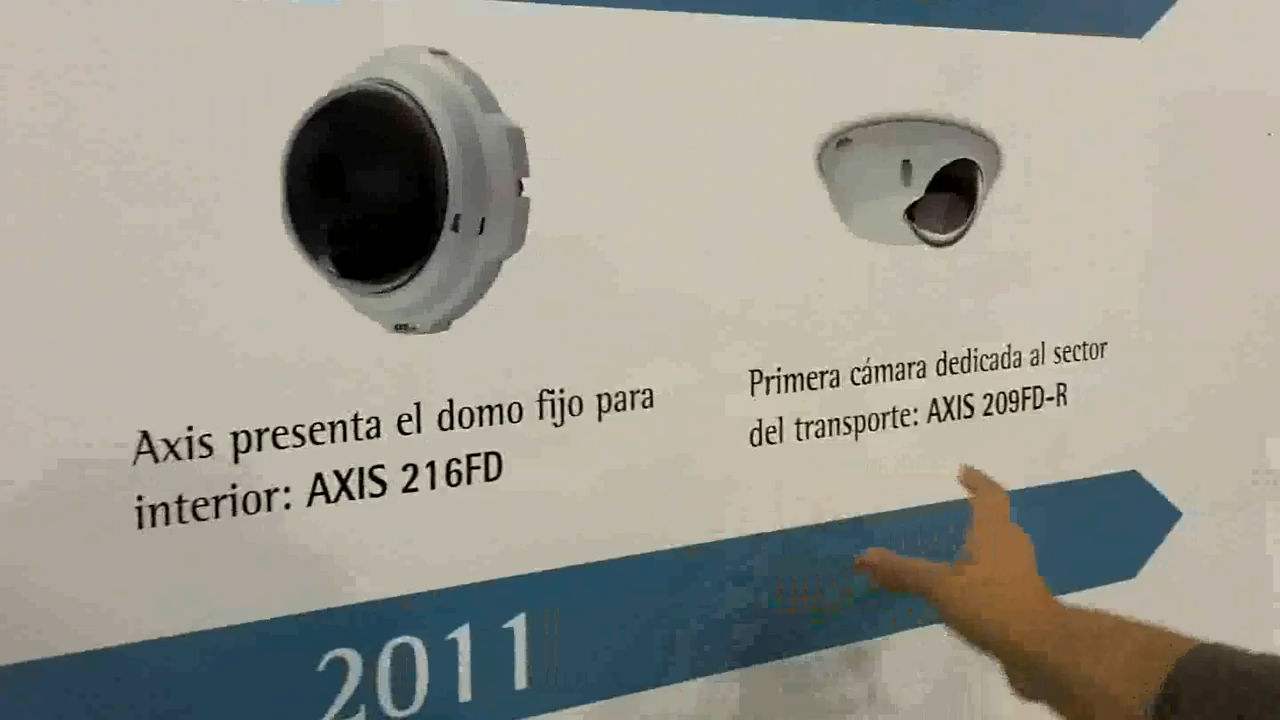 Axis presenta el domo fijo para
interior: AXIS 216FD
Primera cámara dedicada al sector
del transporte: AXIS 209FD-R
2011